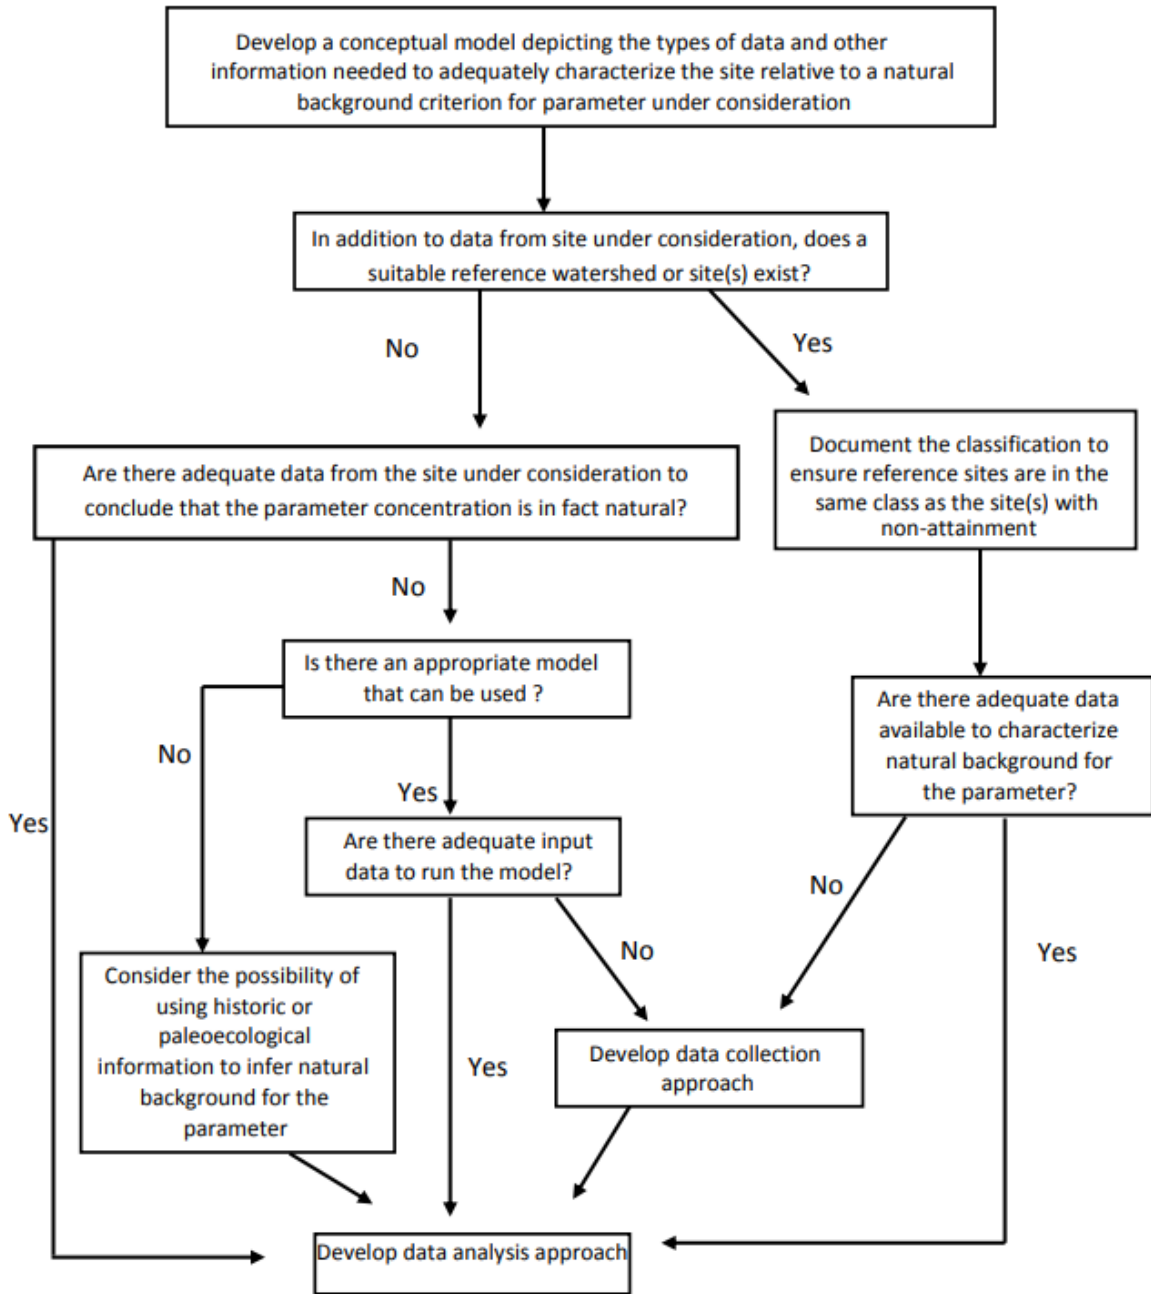 Develop a conceptual model depicting the types of data and other
information needed to adequately characterize the site relative to a natural
background criterion for parameter under consideration
In addition to data from site under consideration, does a
suitable reference watershed or site(s) exist?
No
Yes
Are there adequate data from the site under consideration to
conclude that the parameter concentration is in fact natural?
Document the classification to
ensure reference sites are in the
same class as the site(s) with
non-attainment
No
Is there an appropriate model
that can be used ?
Are there adequate data
available to characterize
natural background for
the parameter?
No
Yes
Yes
Are there adequate input
data to run the model?
No
No
Yes
Consider the possibility of
using historic or
paleoecological
information to infer natural
background for the
parameter
Yes
Develop data collection
approach
Develop data analysis approach